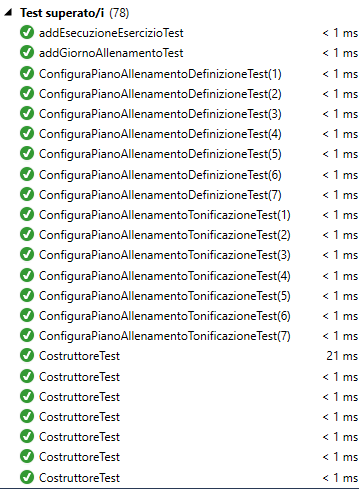 Test superato/i (78)
addEsecuzioneEsercizioTest < 1 ms
addGiornoAllenamentoTest < 1 ms
ConfiguraPianoAllenamentoDefinizioneTest(1) < 1 ms
ConfiguraPianoAllenamentoDefinizioneTest(2) < 1 ms
ConfiguraPianoAllenamentoDefinizioneTest(3) < 1 ms
ConfiguraPianoAllenamentoDefinizioneTest(4) < 1 ms
ConfiguraPianoAllenamentoDefinizioneTest(5) < 1 ms
ConfiguraPianoAllenamentoDefinizioneTest(6) < 1 ms
ConfiguraPianoAllenamentoDefinizioneTest(7) < 1 ms
ConfiguraPianoAllenamentoTonificazioneTest(1) < 1 ms
ConfiguraPianoAllenamentoTonificazioneTest(2) < 1 ms
ConfiguraPianoAllenamentoTonificazioneTest(3) < 1 ms
ConfiguraPianoAllenamentoTonificazioneTest(4) < 1 ms
ConfiguraPianoAllenamentoTonificazioneTest(5) < 1 ms
ConfiguraPianoAllenamentoTonificazioneTest(6) < 1 ms
ConfiguraPianoAllenamentoTonificazioneTest(7) < 1 ms
CostruttoreTest 21 ms
CostruttoreTest < 1 ms
CostruttoreTest < 1 ms
CostruttoreTest < 1 ms
CostruttoreTest < 1 ms
CostruttoreTest < 1 ms
CostruttoreTest < 1 ms